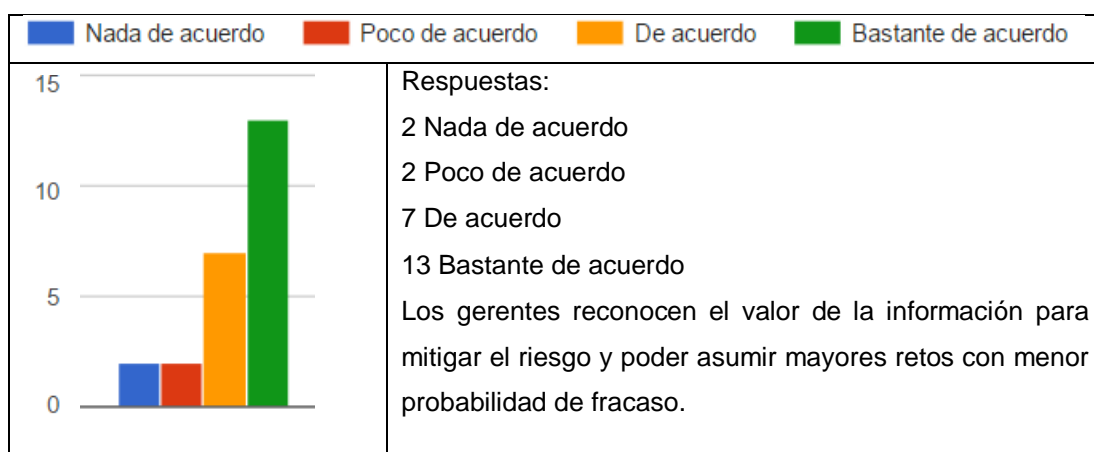 Nada de acuerdo Poco de acuerdo De acuerdo Bastante de acuerdo
15
10
5
0
Respuestas:
2 Nada de acuerdo
2 Poco de acuerdo
7 De acuerdo
13 Bastante de acuerdo
Los gerentes reconocen el valor de la información para
mitigar el riesgo y poder asumir mayores retos con menor
probabilidad de fracaso.